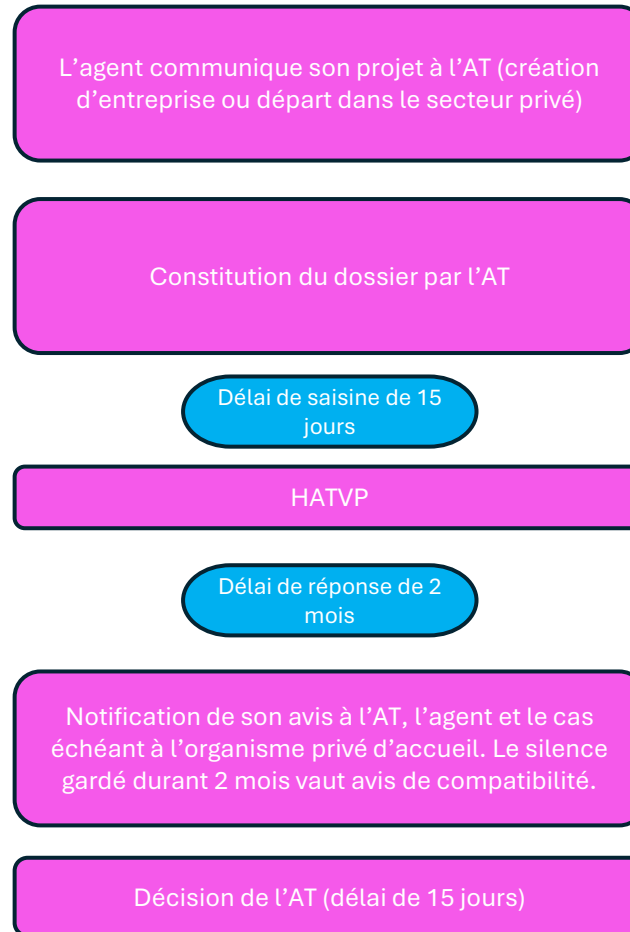 L’agent communique son projet à l’AT (création
d’entreprise ou départ dans le secteur privé)
Constitution du dossier par l’AT
Délai de saisine de 15
jours
HATVP
Délai de réponse de 2
mois
Notification de son avis à l’AT, l’agent et le cas
échéant à l’organisme privé d’accueil. Le silence
gardé durant 2 mois vaut avis de compatibilité.
Décision de l’AT (délai de 15 jours)